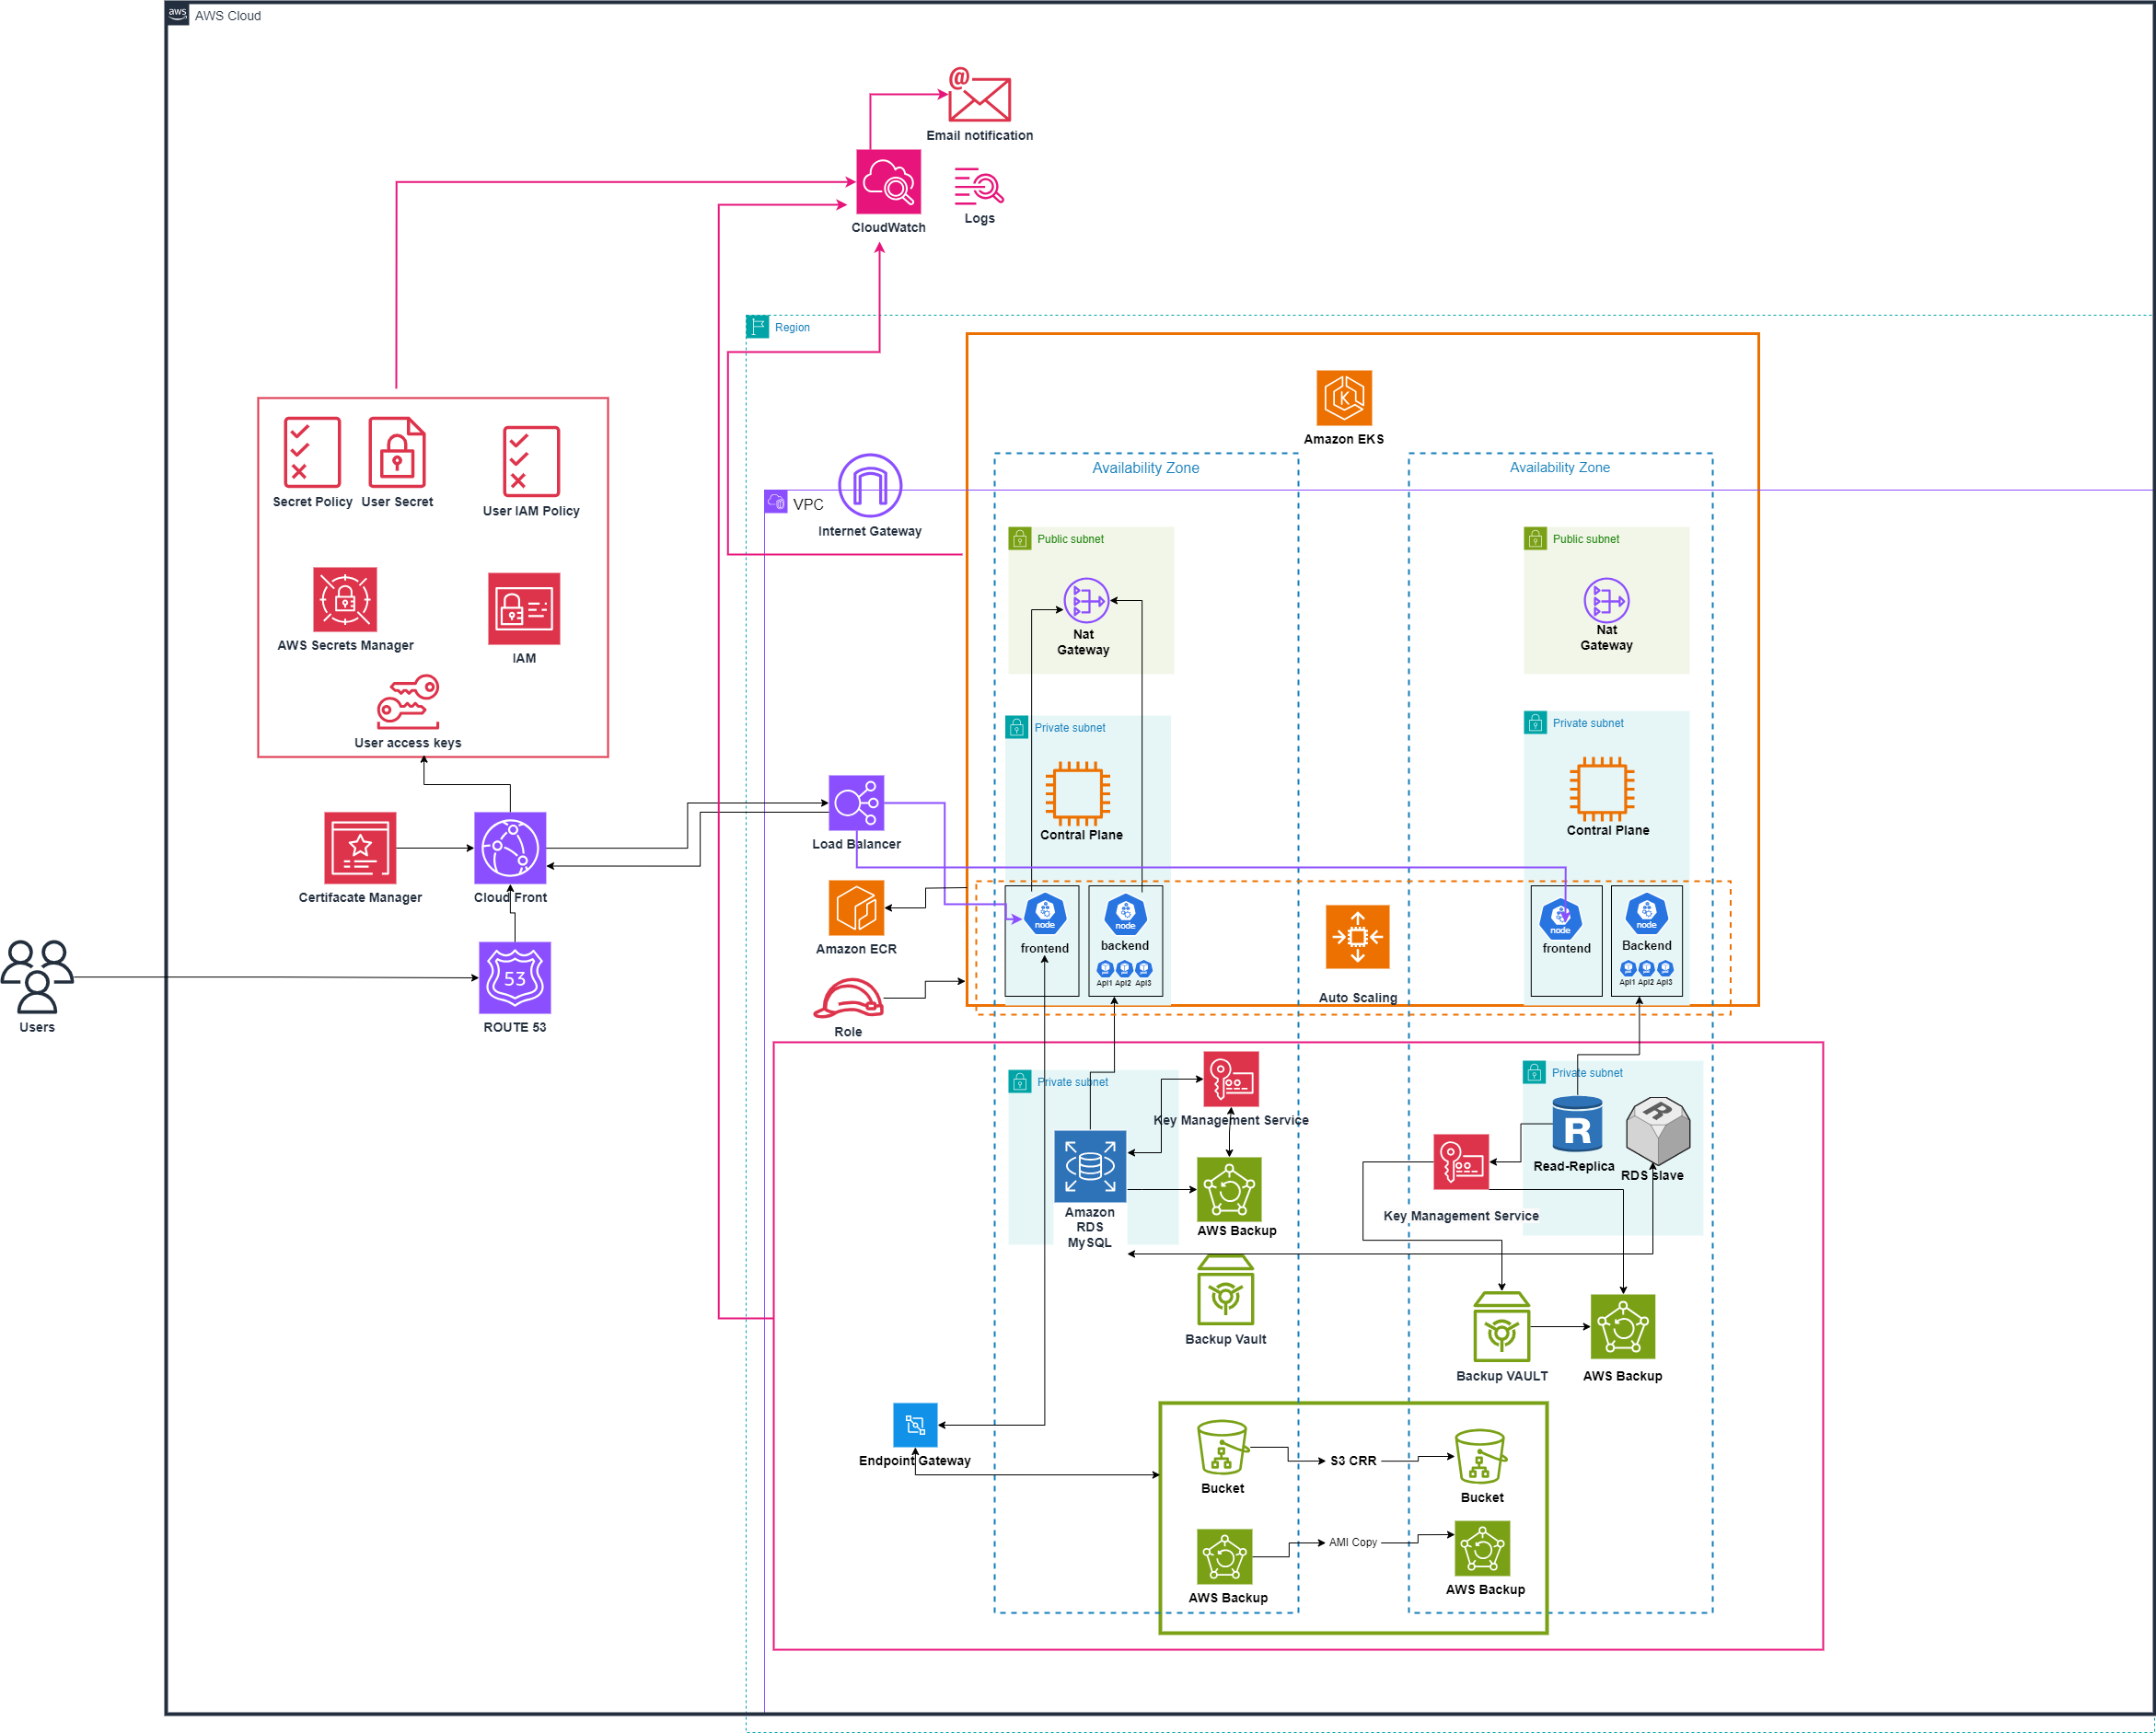 aws
AWS Cloud
@
Email notification
CloudWatch
Logs
Region
K
Amazon EKS
Availability Zone
Availability Zone
Secret Policy
User Secret
User IAM Policy
VPC
Internet Gateway
Public subnet
Public subnet
Nat
Gateway
Nat
Gateway
AWS Secrets Manager
IAM
User access keys
Private subnet
Private subnet
Contral Plane
Contral Plane
Load Balancer
Certifacate Manager
Cloud Front
Amazon ECR
node
frontend
node
backend
Api1 Api2 Api3
Auto Scaling
node
frontend
node
Backend
Api1 Api2 Api3
Users
53
ROUTE 53
Role
Private subnet
Key Management Service
Private subnet
R
Read-Replica
R
RDS slave
Amazon
RDS
MySQL
AWS Backup
Key Management Service
Backup Vault
Backup VAULT
AWS Backup
Endpoint Gateway
Bucket
S3 CRR
Bucket
AWS Backup
AMI Copy
AWS Backup